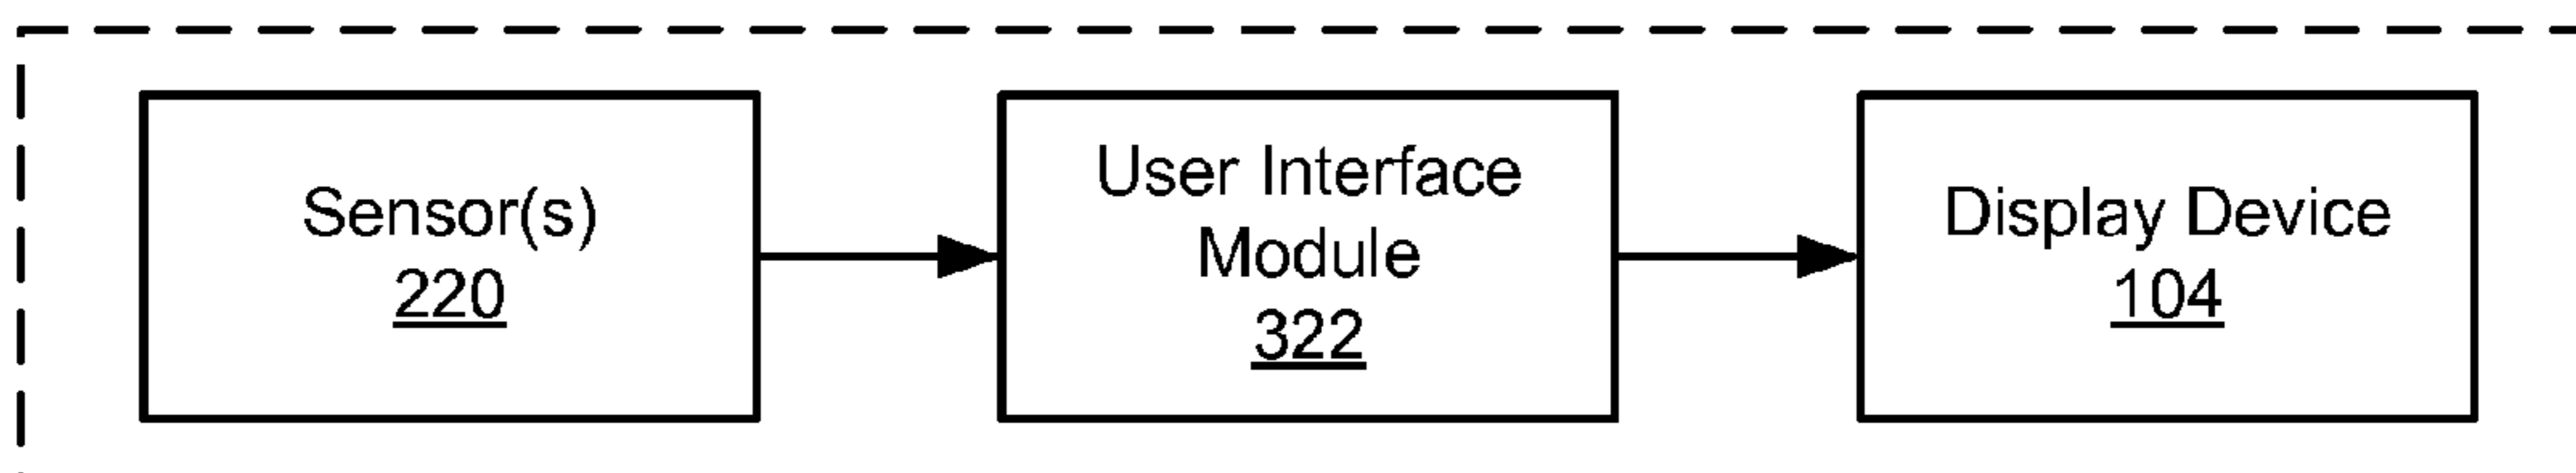 Sensor(s)
220
User Interface
Module
322
Display Device
104